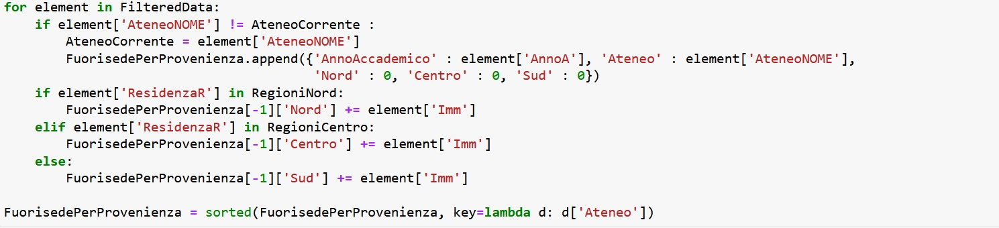 for element in FilteredData:
    if element['AteneoNOME'] != AteneoCorrente :
        AteneoCorrente = element['AteneoNOME']
        FuorisedePerProvenienza.append({'AnnoAccademico' : element['AnnoA'], 'Ateneo' : element['AteneoNOME'],
                                        'Nord' : 0, 'Centro' : 0, 'Sud' : 0})
    if element['ResidenzaR'] in RegioniNord:
        FuorisedePerProvenienza[-1]['Nord'] += element['Imm']
    elif element['ResidenzaR'] in RegioniCentro:
        FuorisedePerProvenienza[-1]['Centro'] += element['Imm']
    else:
        FuorisedePerProvenienza[-1]['Sud'] += element['Imm']

FuorisedePerProvenienza = sorted(FuorisedePerProvenienza, key=lambda d: d['Ateneo'])